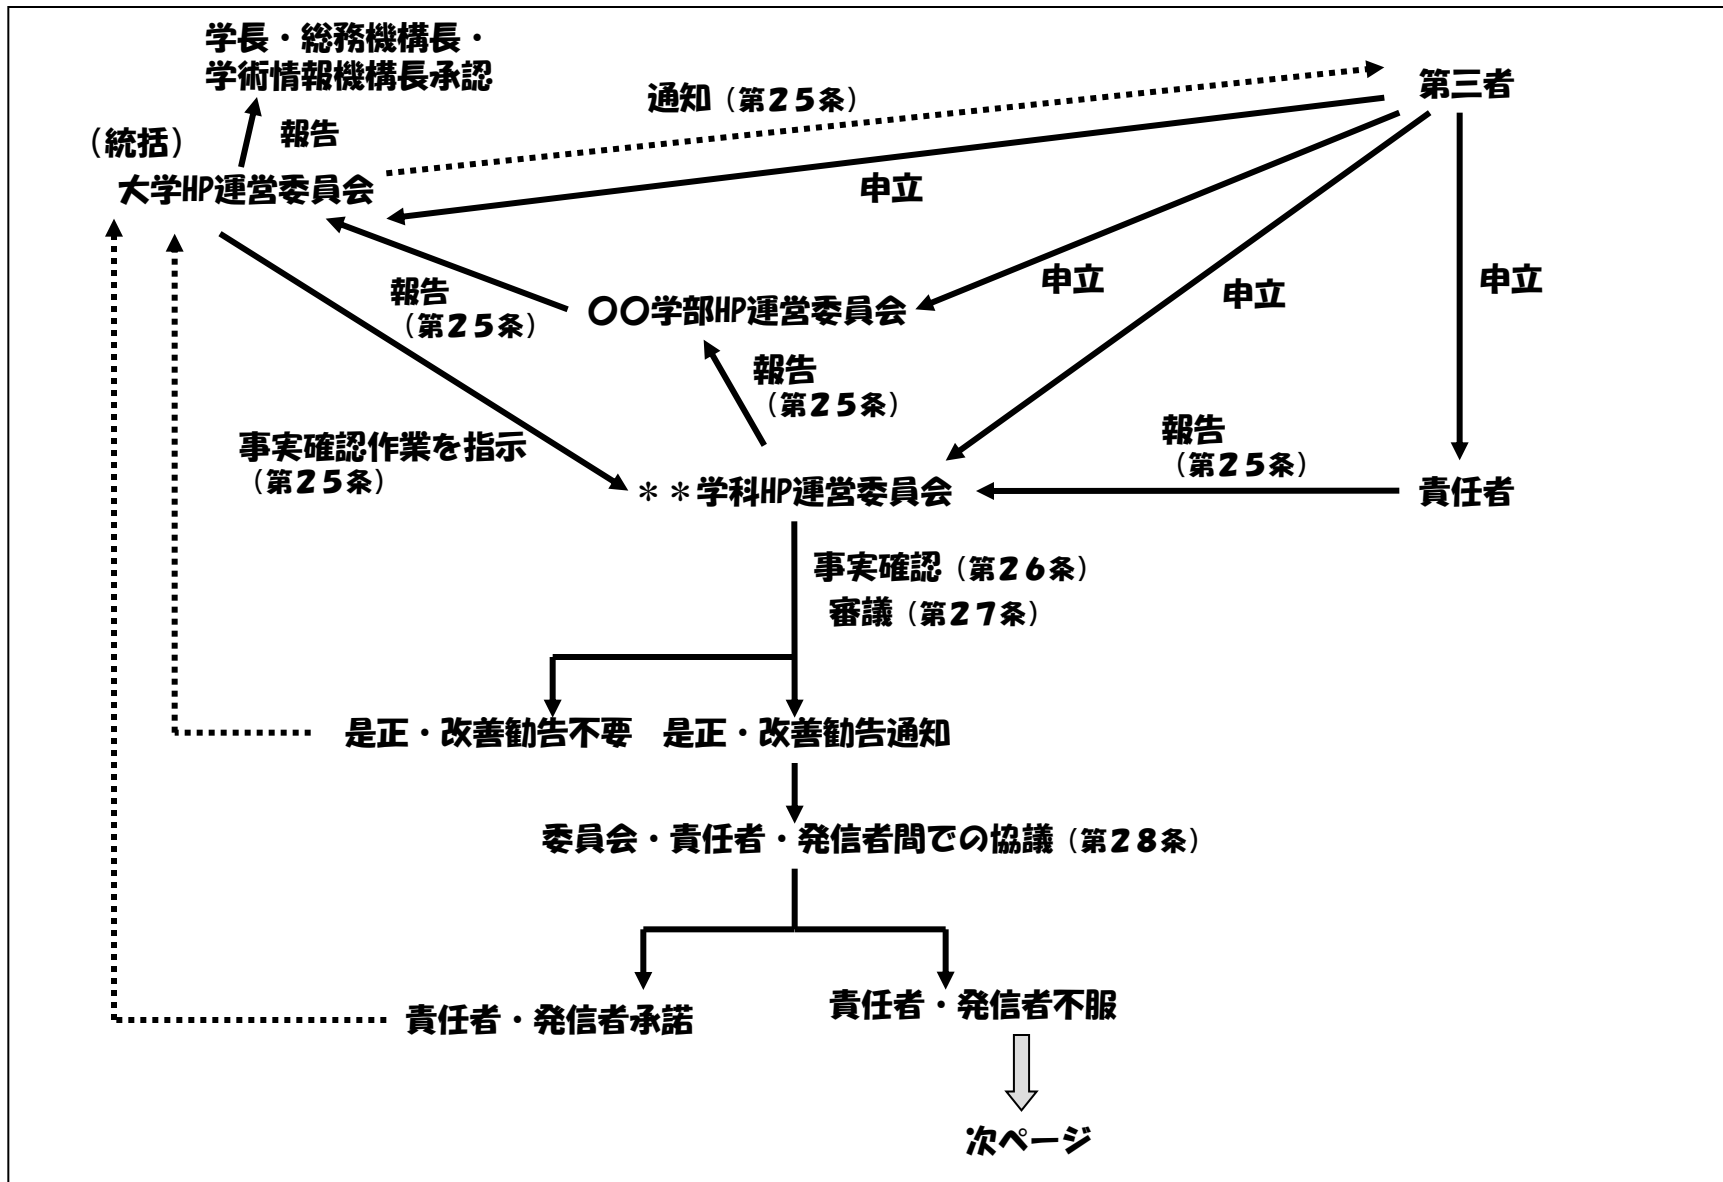 学長・総務機構長・
学術情報機構長承認
通知（第２５条）
第三者
（統括）
報告
大学HP運営委員会
申立
報告
（第２５条）
〇〇学部HP運営委員会
申立
申立
申立
報告
（第２５条）
事実確認作業を指示
（第２５条）
報告
（第２５条）
＊＊学科HP運営委員会
責任者
事実確認（第２６条）
審議（第２７条）
是正・改善勧告不要
是正・改善勧告通知
委員会・責任者・発信者間での協議（第２８条）
責任者・発信者承諾
責任者・発信者不服
次ページ